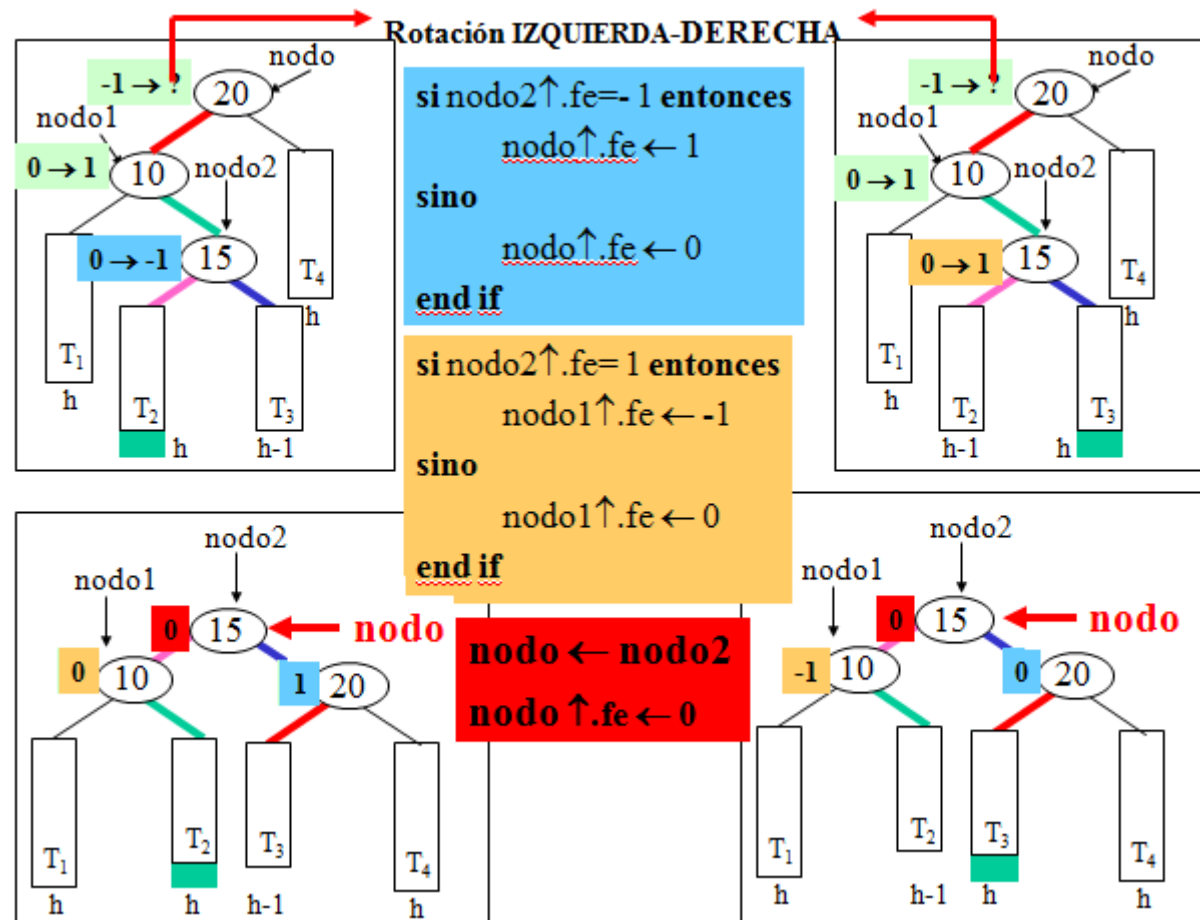 Rotación IZQUIERDA-DERECHA
nodo
-1 → ?
20
nodo1
0 → 1
10
nodo2
0 → -1
15
T4
h
T1
h
T2
h
T3
h-1
si nodo2↑.fe=- 1 entonces
nodo↑.fe ← 1
sino
nodo↑.fe ← 0
end if
si nodo2↑.fe= 1 entonces
nodo1↑.fe ← -1
sino
nodo1↑.fe ← 0
end if
nodo
-1 → ?
20
nodo1
0 → 1
10
nodo2
0 → 1
15
T4
h
T1
h
T2
h-1
T3
h
nodo2
nodo1
0
15
nodo
0
10
1
20
T1
h
T2
h
T3
h-1
T4
h
nodo ← nodo2
nodo ↑.fe ← 0
nodo2
nodo1
0
15
nodo
-1
10
0
20
T1
h
T2
h-1
T3
h
T4
h